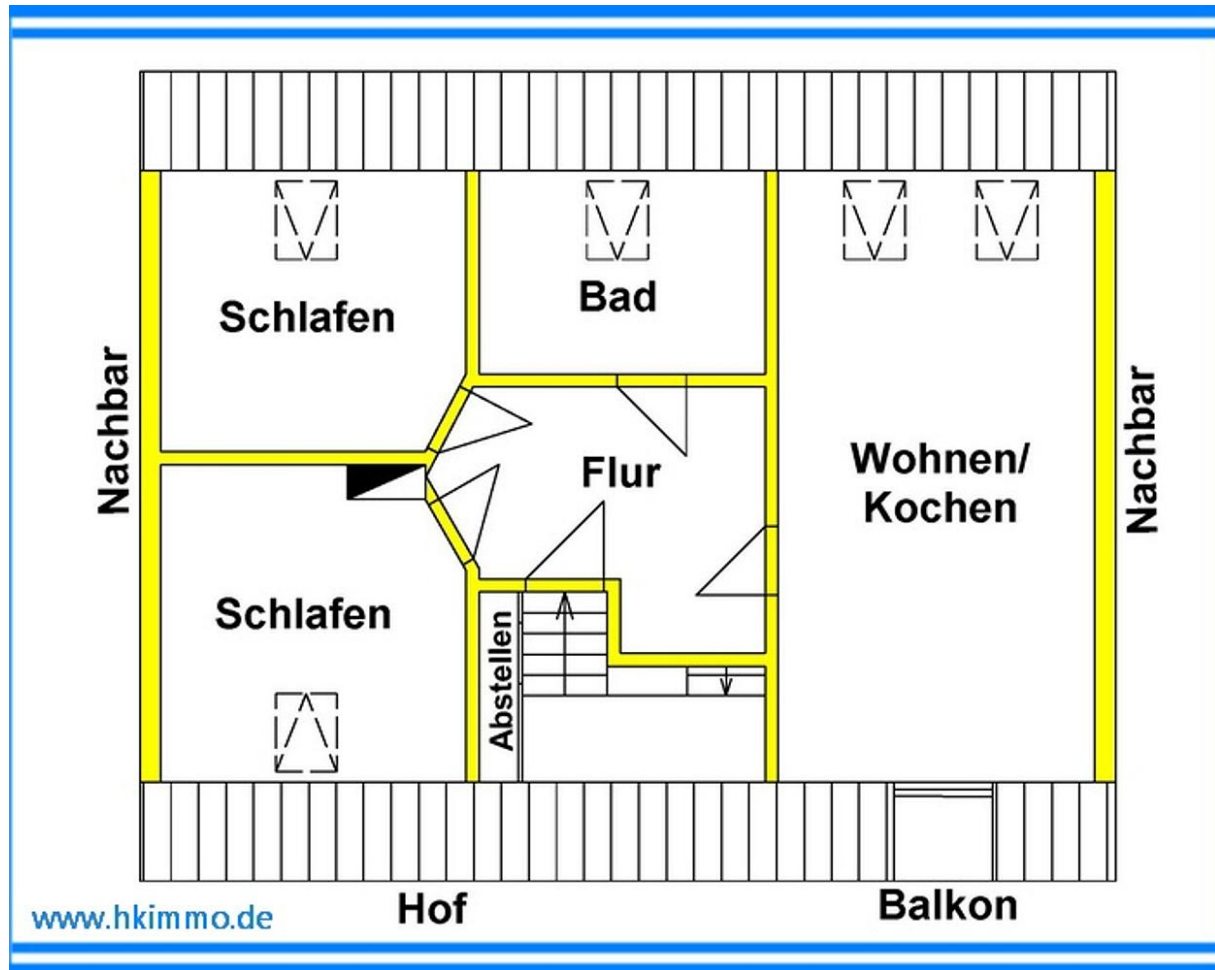 Schlafen
Bad
Nachbar
Nachbar
Flur
Wohnen/
Kochen
Schlafen
Abstellen
www.hkimmo.de
Hof
Balkon